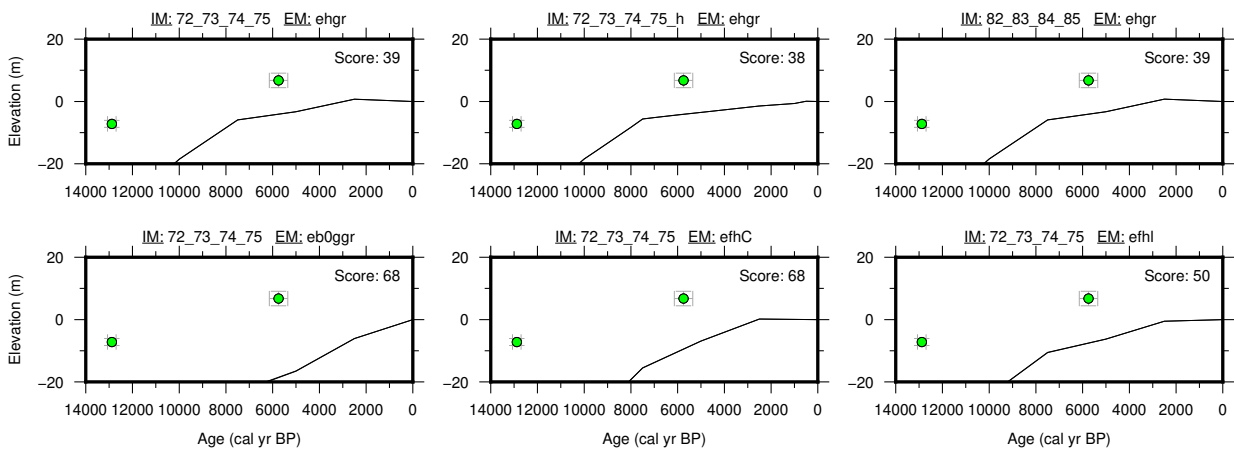 IM: 72_73_74_75 EM: ehgr IM: 72_73_74_75_h EM: ehgr IM: 82_83_84_85 EM: ehgr
20 20 20
Score: 39 Score: 38 Score: 39
Elevation (m)
0 0 0
−20 −20 −20
14000 12000 10000 8000 6000 4000 2000 0 14000 12000 10000 8000 6000 4000 2000 0 14000 12000 10000 8000 6000 4000 2000 0
IM: 72_73_74_75 EM: eb0ggr IM: 72_73_74_75 EM: efhC IM: 72_73_74_75 EM: efhl
20 20 20
Score: 68 Score: 68 Score: 50
Elevation (m)
0 0 0
−20 −20 −20
14000 12000 10000 8000 6000 4000 2000 0 14000 12000 10000 8000 6000 4000 2000 0 14000 12000 10000 8000 6000 4000 2000 0
Age (cal yr BP) Age (cal yr BP) Age (cal yr BP)